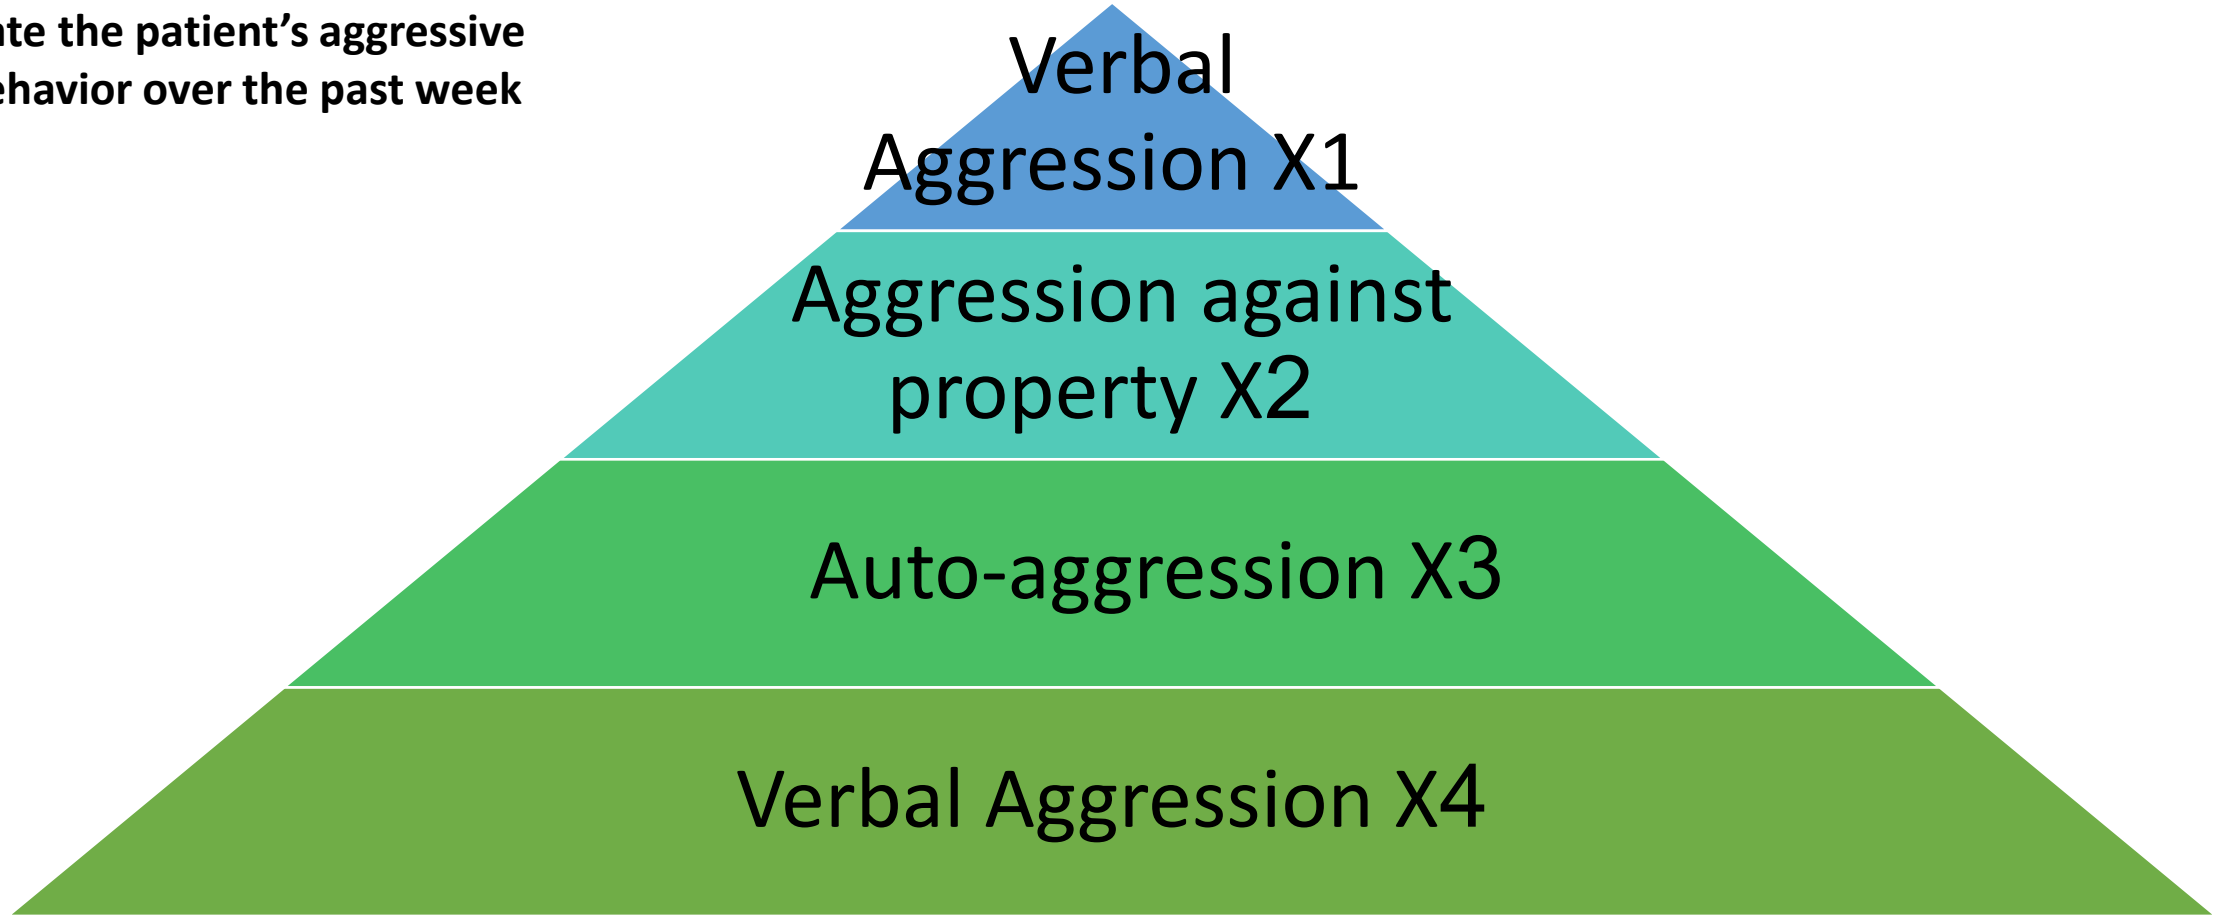 ate the patient's aggressive
ehavior over the past week
Verbal
Aggression X1
Aggression against
property X2
Auto-aggression X3
Verbal Aggression X4